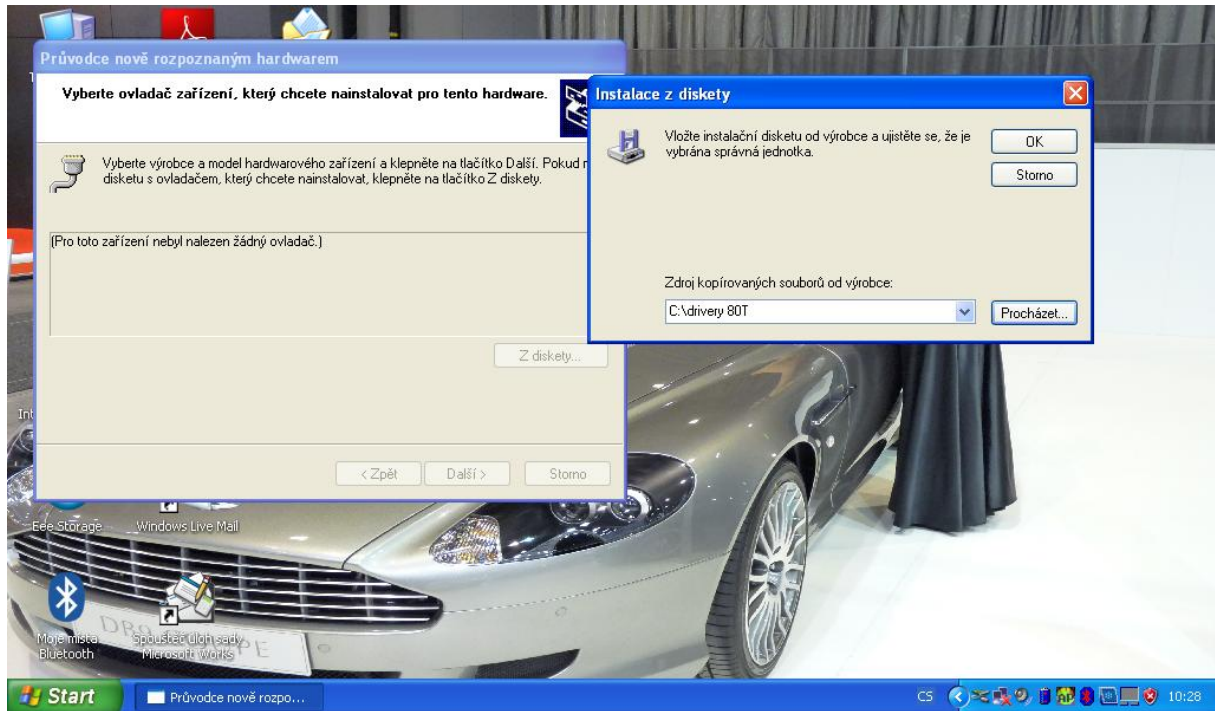 Průvodce nově rozpoznaným hardwarem
Vyberte ovladač zařízení, který chcete nainstalovat pro tento hardware.
Vyberte výrobce a model hardwarového zařízení a klepněte na tlačítko Další. Pokud
disketu s ovladačem, který chcete nainstalovat, klepněte na tlačítko Z diskety.
(Pro toto zařízení nebyl nalezen žádný ovladač.)
Z diskety...
< Zpět
Další >
Storno
Instalace z diskety
Vložte instalační disketu od výrobce a ujistěte se, že je
vybrána správná jednotka.
OK
Storno
Zdroj kopírovaných souborů od výrobce:
C:\drivery 80T
Procházet...
Int
Eee Storage
Windows Live Mail
Moje místa
Bluetooth
Spouštěč úloh sady
Microsoft Works
Start
Průvodce nově rozpo...
CS
10:28